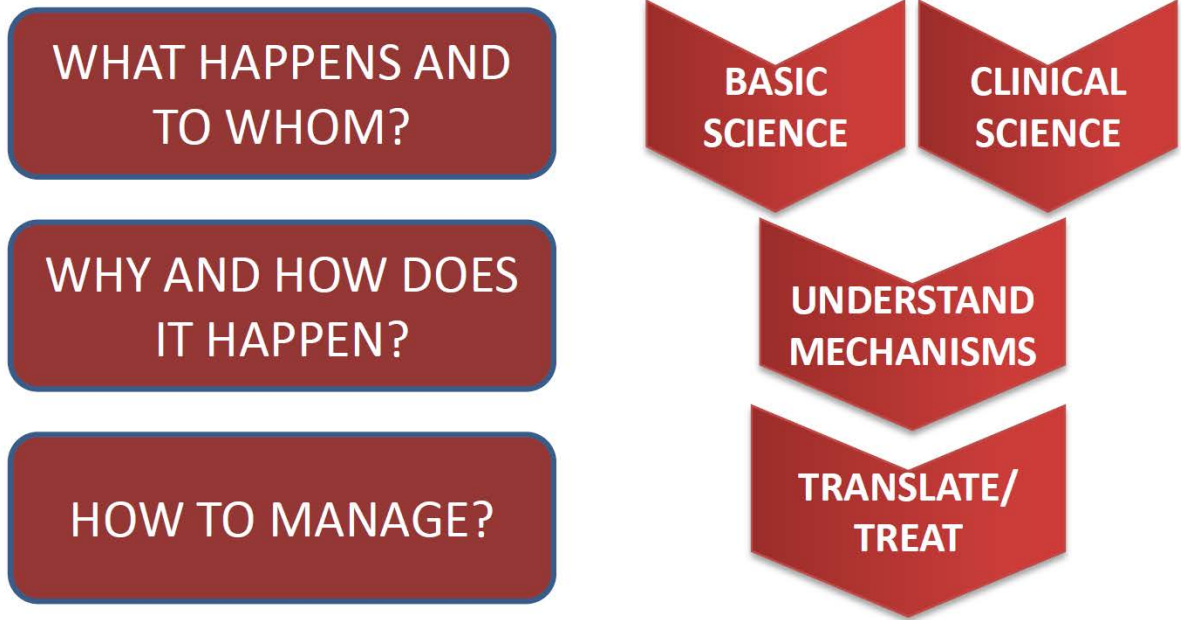 WHAT HAPPENS AND
TO WHOM?
BASIC
SCIENCE
CLINICAL
SCIENCE
WHY AND HOW DOES
IT HAPPEN?
UNDERSTAND
MECHANISMS
HOW TO MANAGE?
TRANSLATE/
TREAT